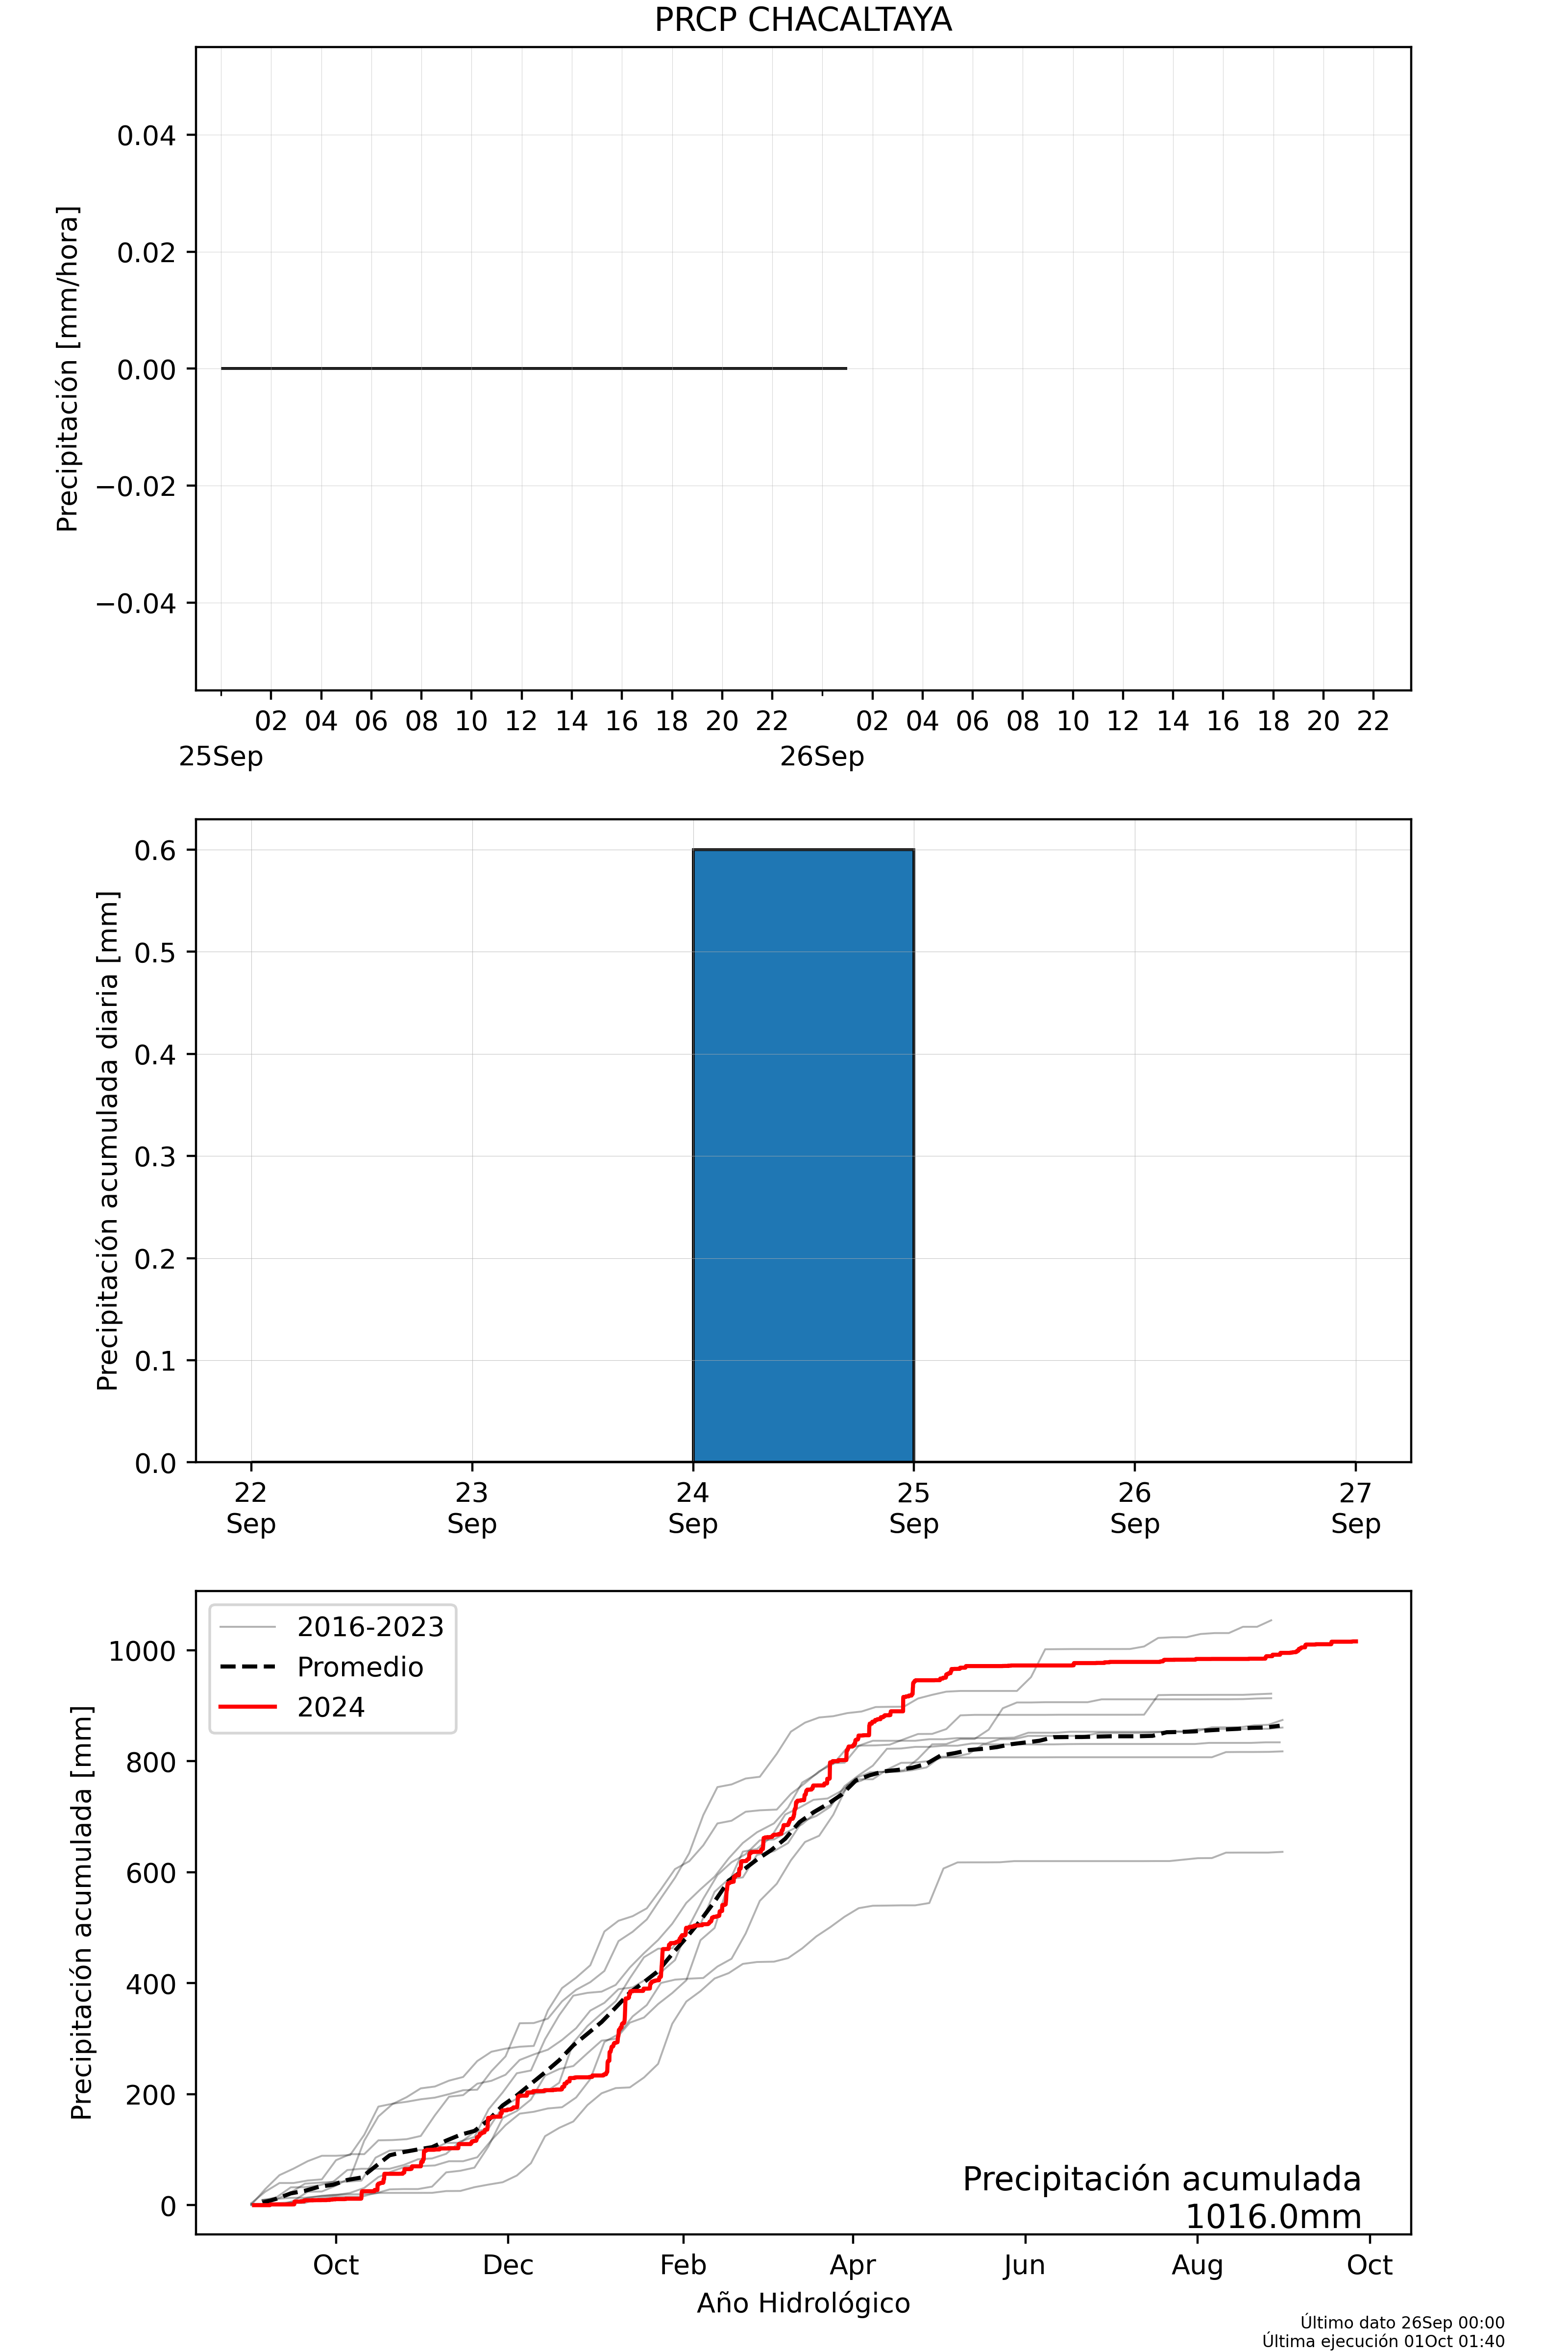 PRCP CHACALTAYA
Precipitación [mm/hora]
0.04
0.02
0.00
−0.02
−0.04
02 04 06 08 10 12 14 16 18 20 22 02 04 06 08 10 12 14 16 18 20 22
25Sep 26Sep
Precipitación acumulada diaria [mm]
0.6
0.5
0.4
0.3
0.2
0.1
0.0
22 23 24 25 26 27
Sep Sep Sep Sep Sep Sep
Precipitación acumulada [mm]
1000
800
600
400
200
0
2016-2023
Promedio
2024
Precipitación acumulada
1016.0mm
Oct Dec Feb Apr Jun Aug Oct
Año Hidrológico
Último dato 26Sep 00:00
Última ejecución 01Oct 01:40